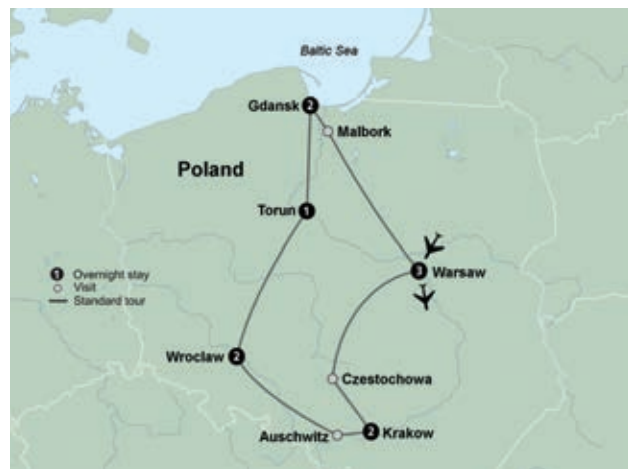 Baltic Sea
Gdansk 2
Malbork
Poland
Torun 1
3 Warsaw
1 Overnight stay
Visit
Standard tour
Wroclaw 2
Czestochowa
Auschwitz
2 Krakow